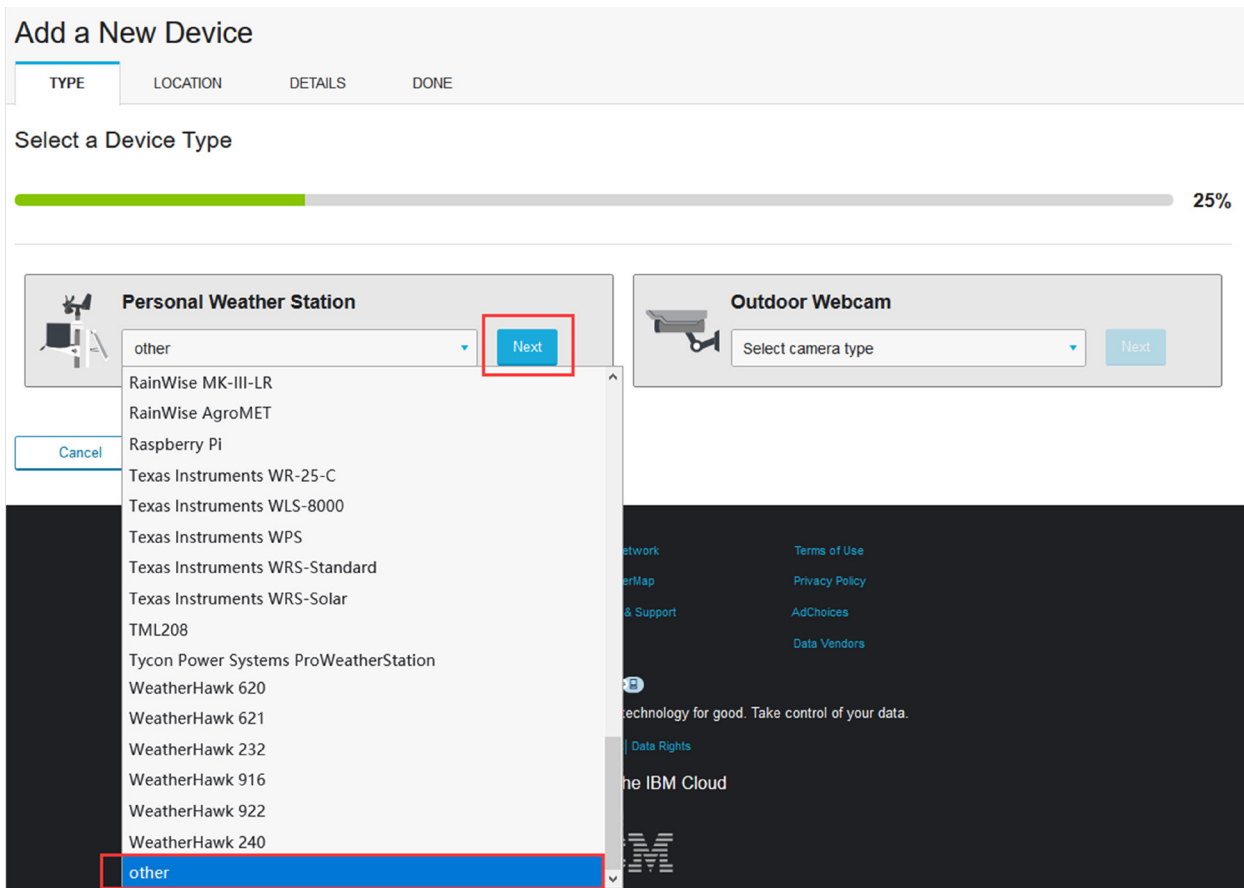 Add a New Device
TYPE LOCATION DETAILS DONE
Select a Device Type
25%
Personal Weather Station
other
Next
Outdoor Webcam
Select camera type
Next
RainWise MK-III-LR
RainWise AgroMET
Raspberry Pi
Texas Instruments WR-25-C
Texas Instruments WLS-8000
Texas Instruments WPS
Texas Instruments WRS-Standard
Texas Instruments WRS-Solar
TML208
Tycon Power Systems ProWeatherStation
WeatherHawk 620
WeatherHawk 621
WeatherHawk 232
WeatherHawk 916
WeatherHawk 922
WeatherHawk 240
other
Cancel
Terms of Use
Privacy Policy
& Support
AdChoices
Data Vendors
technology for good. Take control of your data.
| Data Rights
IBM Cloud